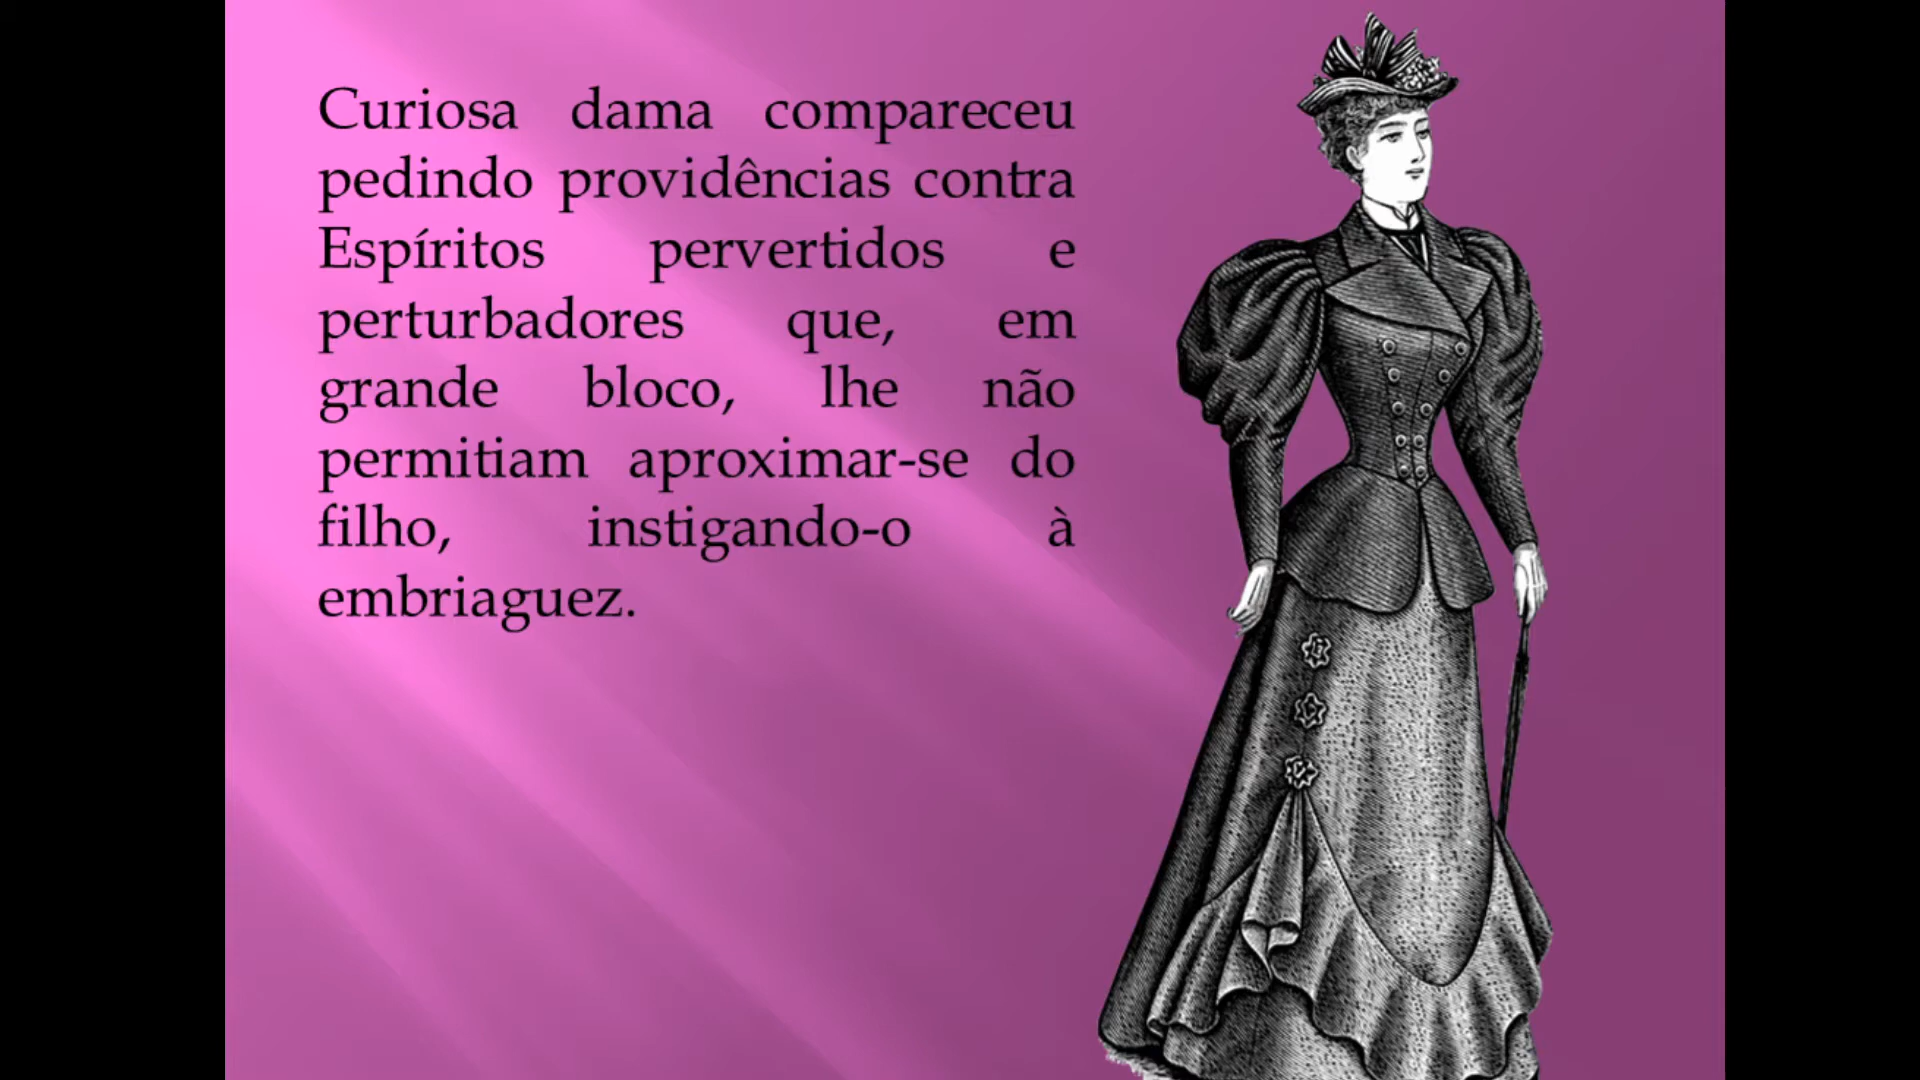 Curiosa dama compareceu
pedindo providências contra
Espíritos pervertidos e
perturbadores que, em
grande bloco, lhe não
permitiam aproximar-se do
filho, instigando-o à
embriaguez.